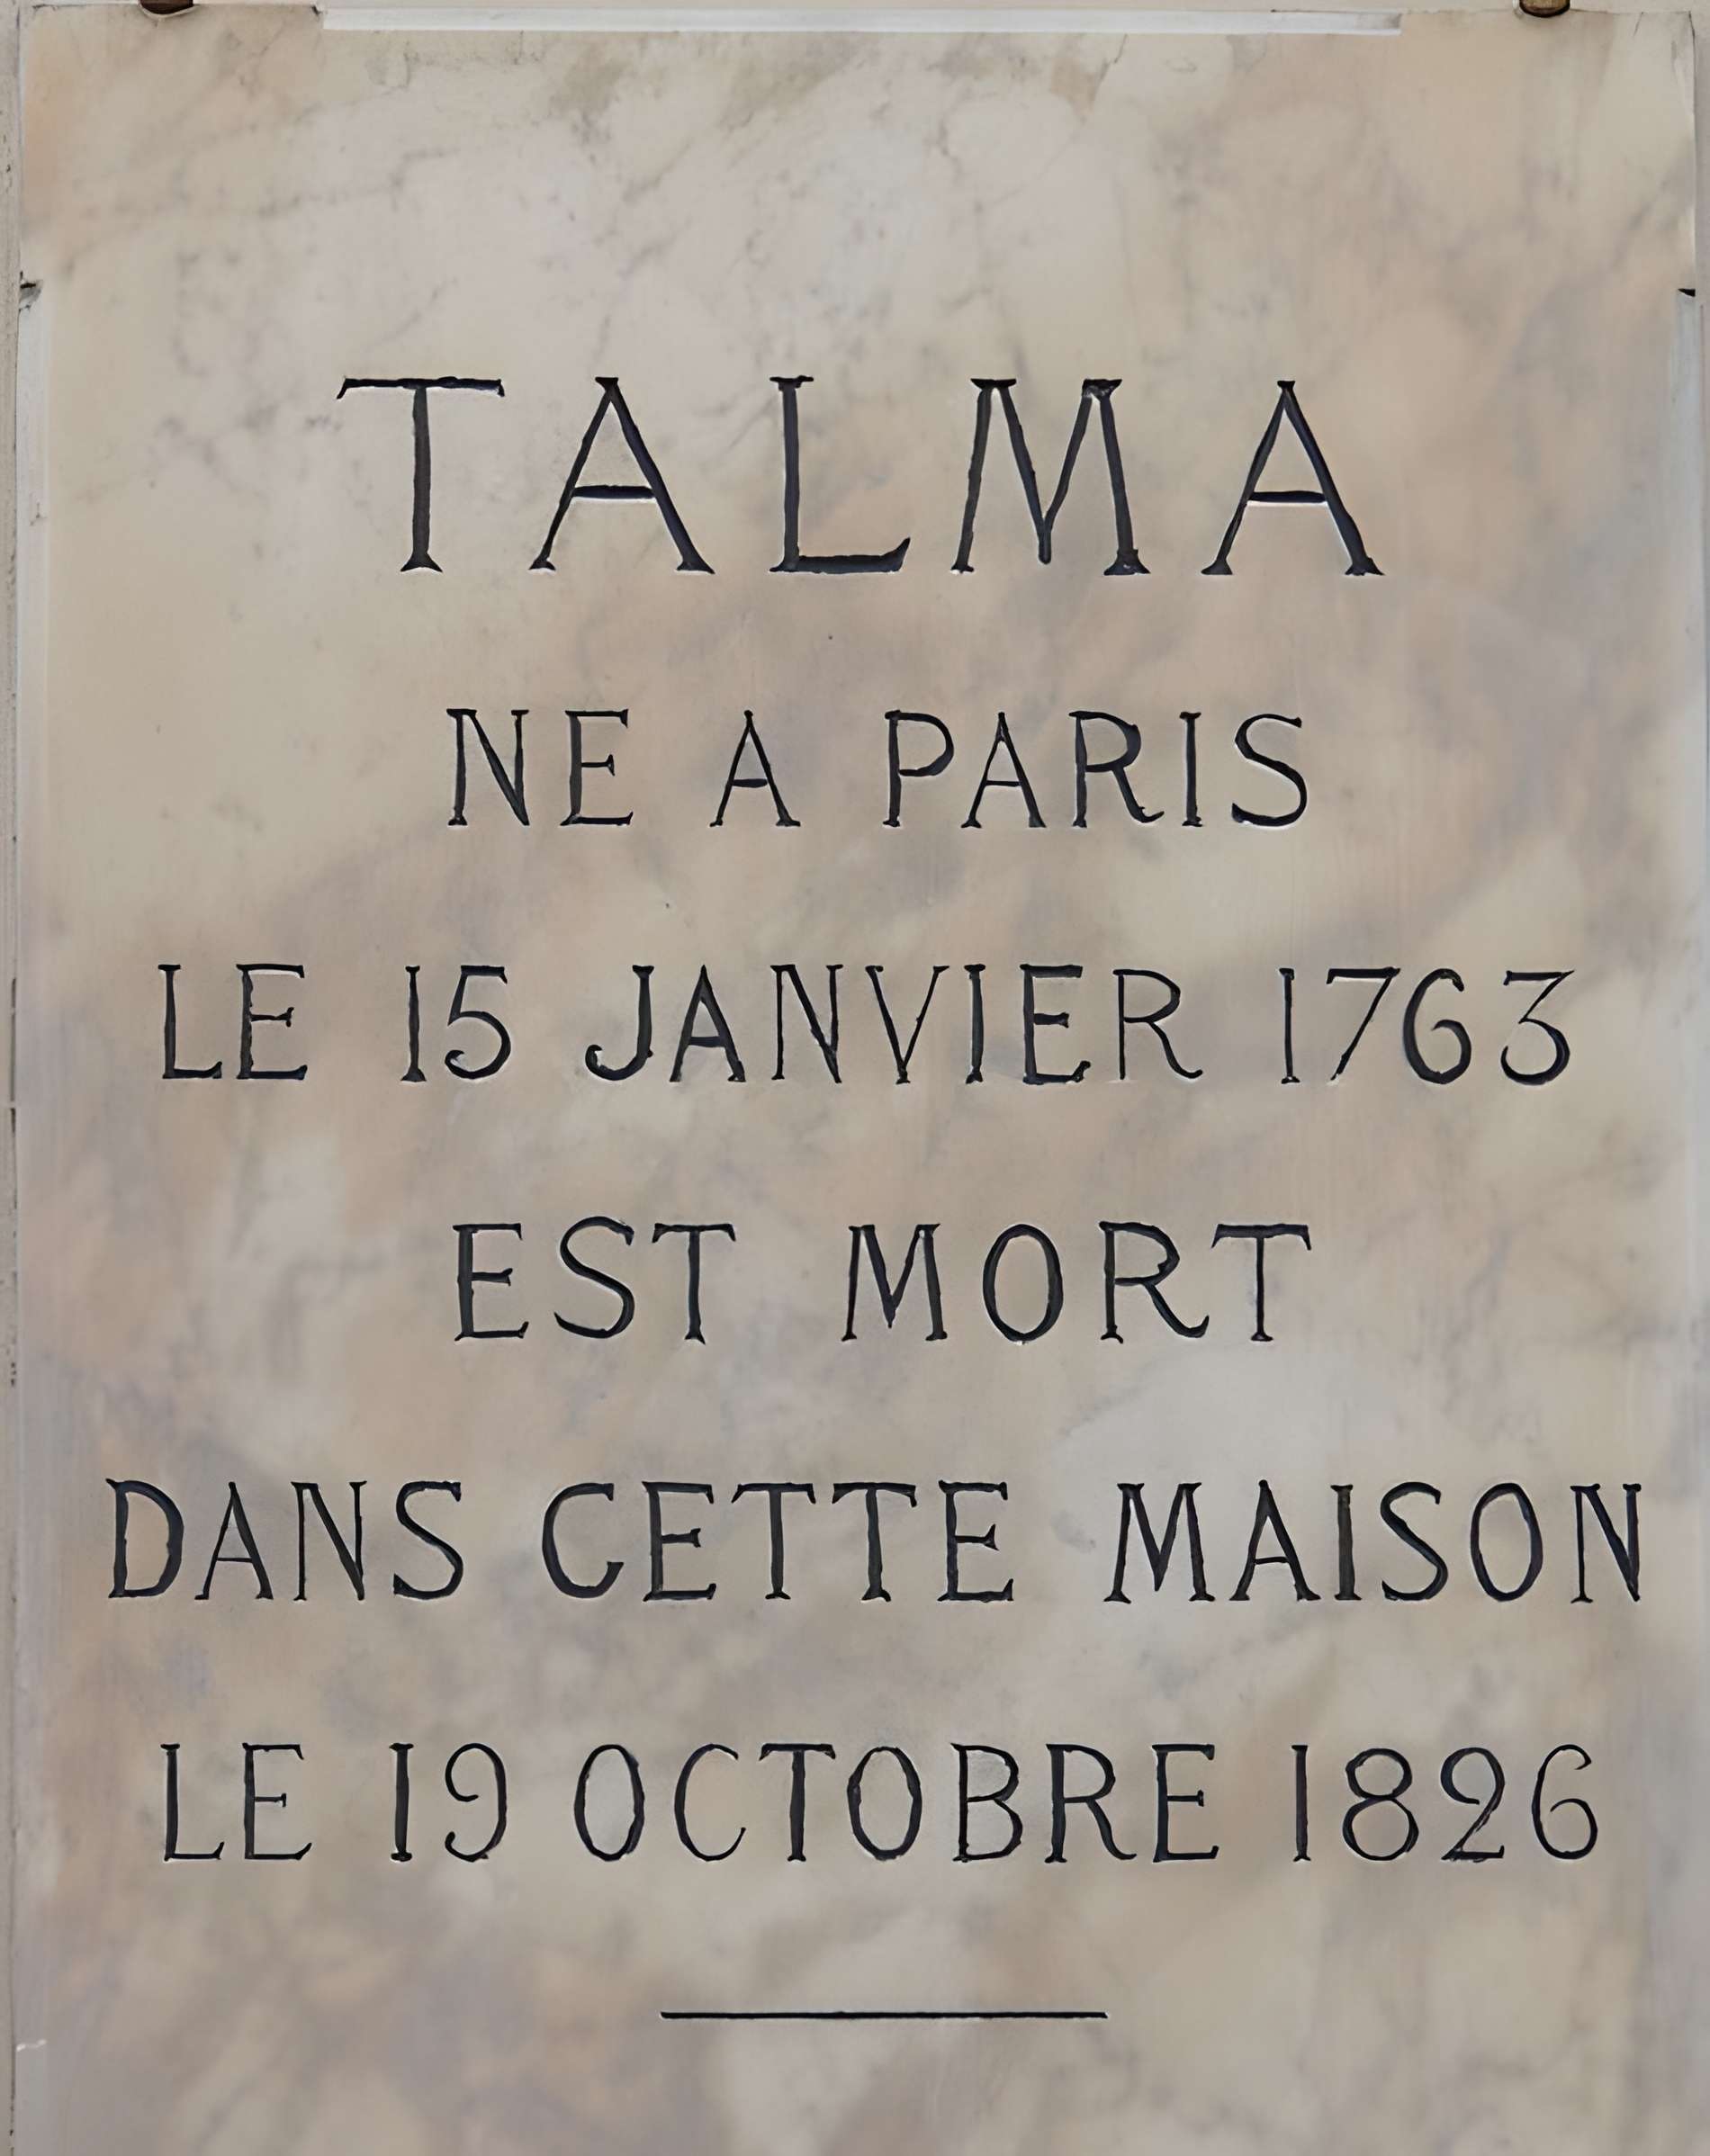 TALMA
NE A PARIS
LE 15 JANVIER 1763
EST MORT
DANS CETTE MAISON
LE 19 OCTOBRE 1826